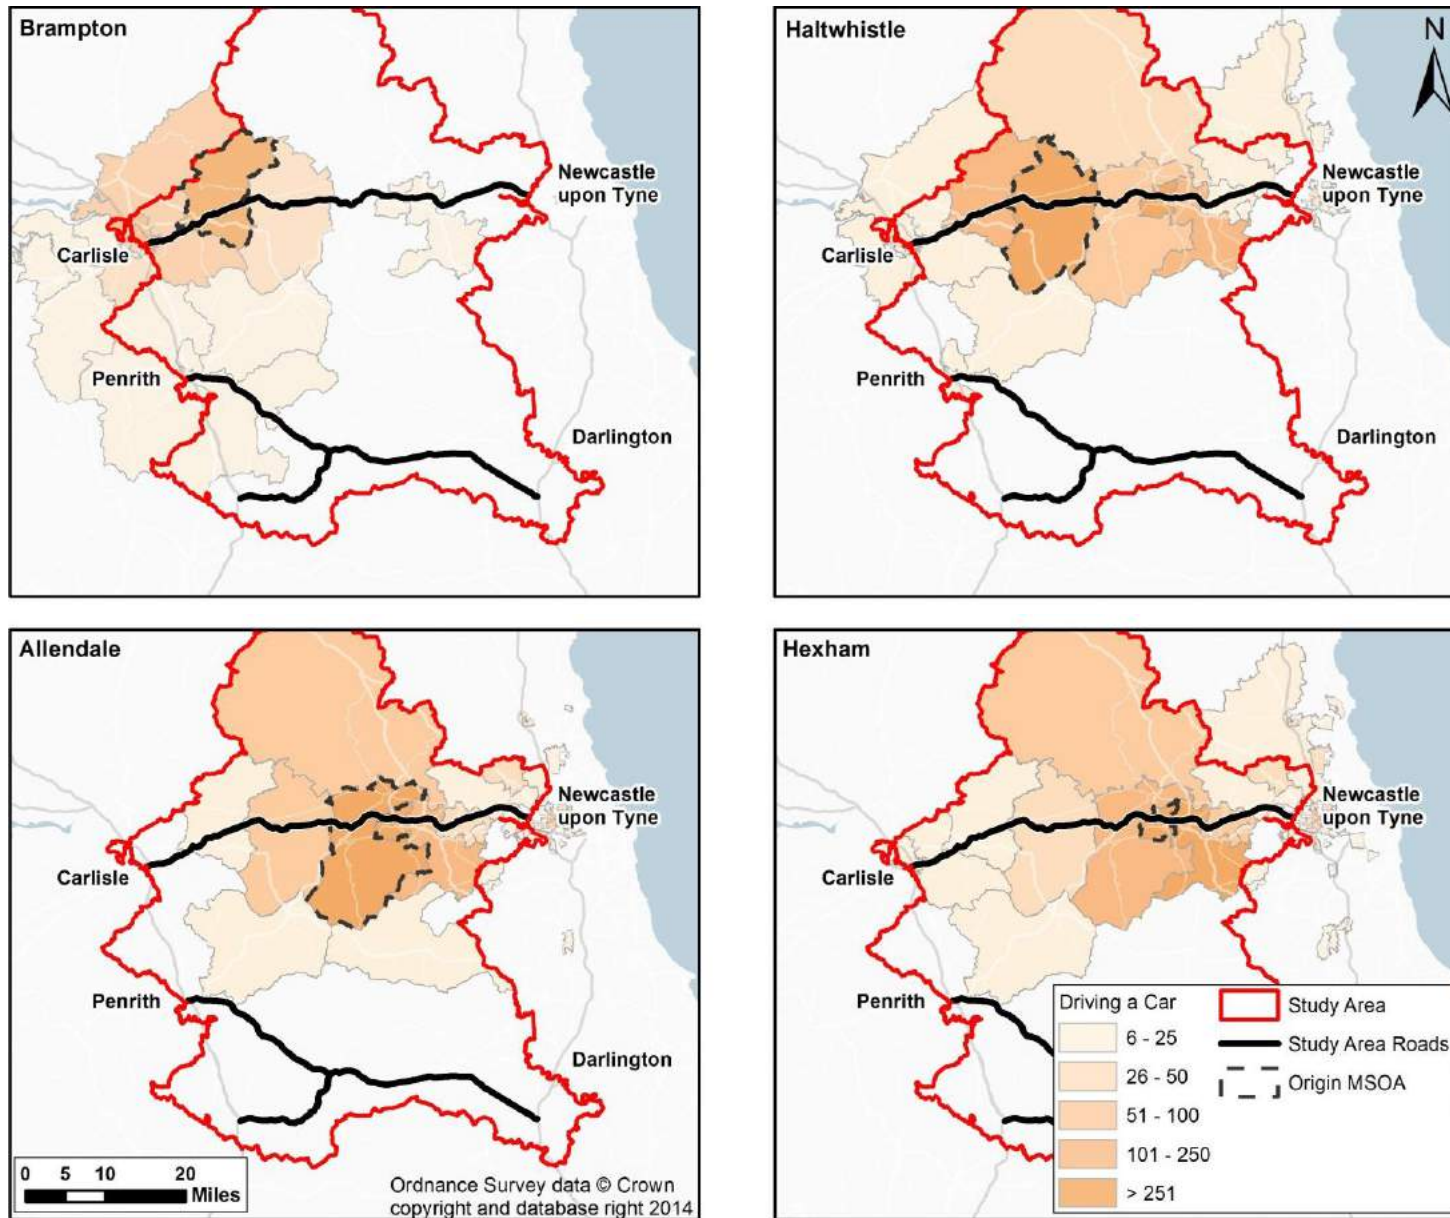 Brampton
Newcastle
upon Tyne
Carlisle
Penrith
Darlington
Haltwhistle
N
Newcastle
upon Tyne
Carlisle
Penrith
Darlington
Allendale
Newcastle
upon Tyne
Carlisle
Penrith
Darlington
0 5 10 20
Miles
Ordnance Survey data © Crown
copyright and database right 2014
Hexham
Newcastle
upon Tyne
Carlisle
Penrith
Driving a Car
6 - 25
26 - 50
51 - 100
101 - 250
> 251
Study Area
Study Area Roads
Origin MSOA